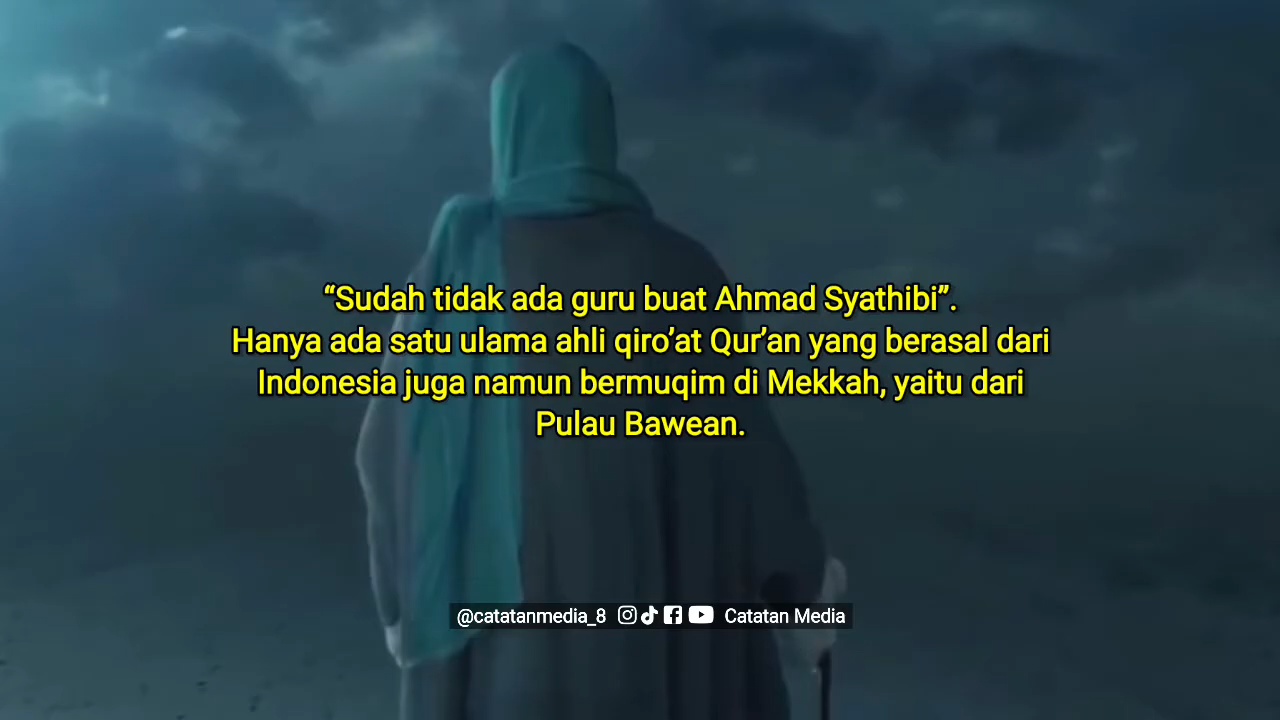 “Sudah tidak ada guru buat Ahmad Syathibi”.
Hanya ada satu ulama ahli qiro’at Qur’an yang berasal dari
Indonesia juga namun bermuqim di Mekkah, yaitu dari
Pulau Bawean.
@catatanmedia_8 Catatan Media